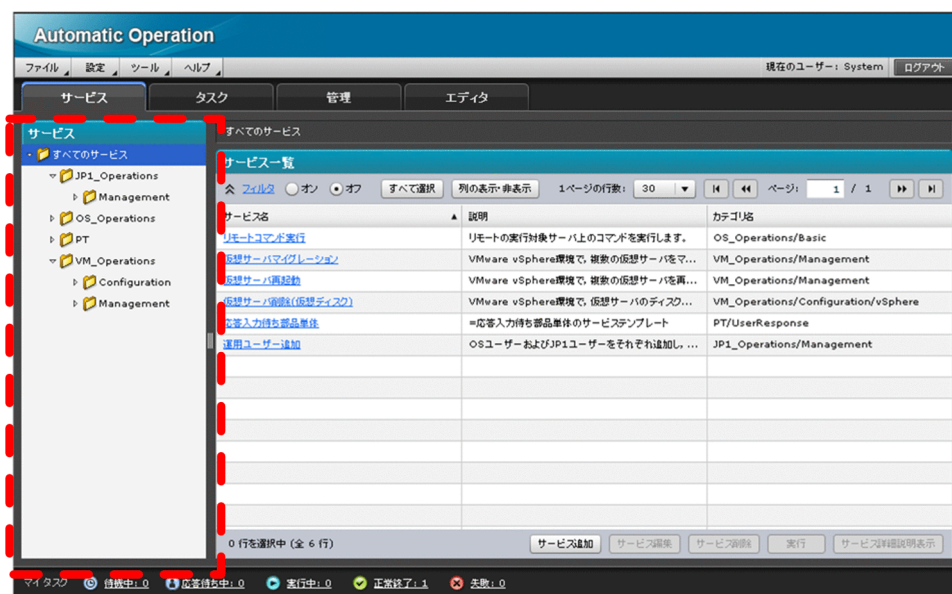 Automatic Operation
ファイル 設定 ツール ヘルプ 現在のユーザー: System ログアウト
サービス タスク 管理 エディタ
サービス
すべてのサービス
JP1_Operations
Management
OS_Operations
PT
VM_Operations
Configuration
Management
すべてのサービス
サービス一覧
フィルタ オン オフ すべて選択 列の表示・非表示 1ページの行数: 30 ページ: 1 / 1
サービス名 説明 カテゴリ名
リモートコマンド実行 リモートの実行対象サーバ上のコマンドを実行します。 OS_Operations/Basic
仮想サーバマイグレーション VMware vSphere環境で, 複数の仮想サーバをマ... VM_Operations/Management
仮想サーバ再起動 VMware vSphere環境で, 複数の仮想サーバを再... VM_Operations/Management
仮想サーバ削除(仮想ディスク) VMware vSphere環境で, 仮想サーバのディスク... VM_Operations/Configuration/vSphere
応答入力待ち部品単体 =応答入力待ち部品単体のサービステンプレート PT/UserResponse
運用ユーザー追加 OSユーザーおよびJP1ユーザーをそれぞれ追加し, ... JP1_Operations/Management
0 行を選択中 (全 6 行) サービス追加 サービス編集 サービス削除 実行 サービス詳細説明表示
マイタスク 待機中: 0 応答待ち中: 0 実行中: 0 正常終了: 1 失敗: 0